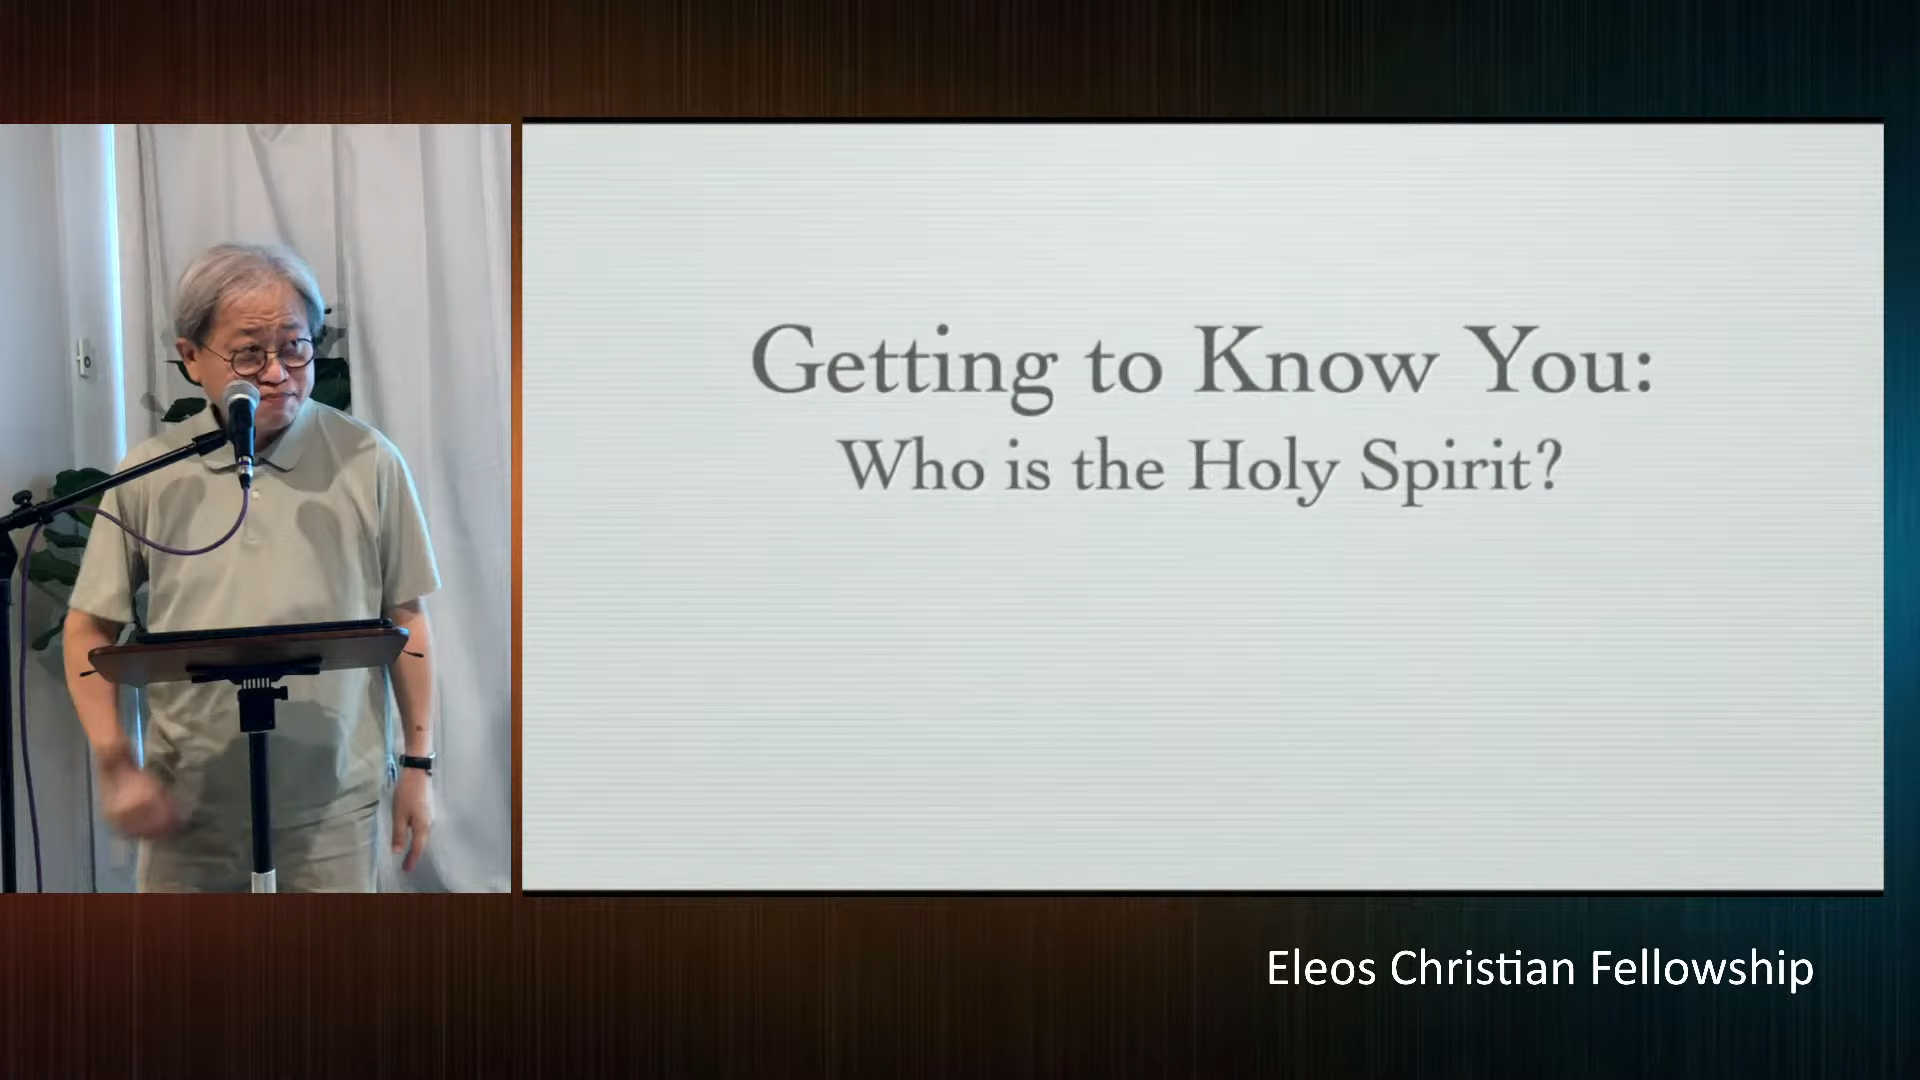 Getting to Know You:
Who is the Holy Spirit?
Eleos Christian Fellowship